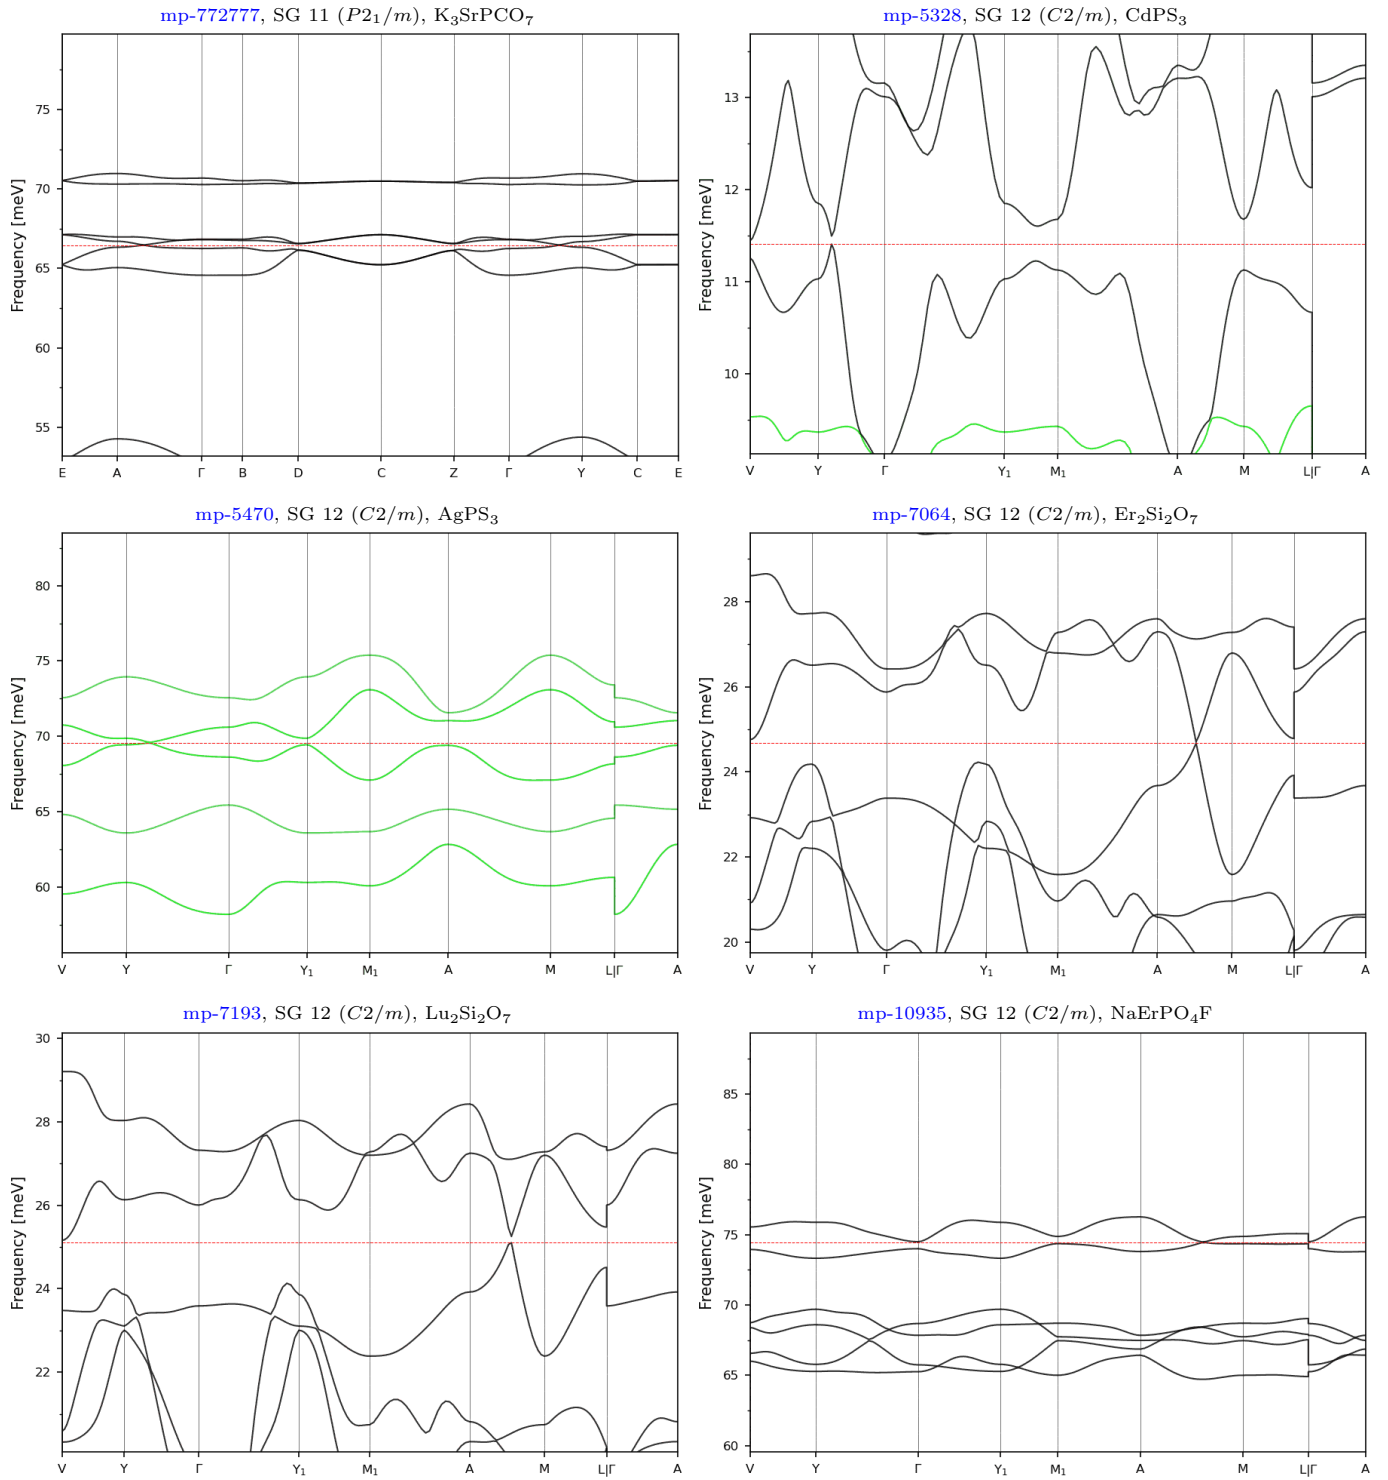 mp-772777, SG 11 (P2₁/m), K₃SrPCO₇
Frequency [meV]
75
70
65
60
55
E A Γ B D C Z Γ Y C E
mp-5328, SG 12 (C2/m), CdPS₃
Frequency [meV]
13
12
11
10
V Y Γ Y₁ M₁ A M L|Γ A
mp-5470, SG 12 (C2/m), AgPS₃
Frequency [meV]
80
75
70
65
60
V Y Γ Y₁ M₁ A M L|Γ A
mp-7064, SG 12 (C2/m), Er₂Si₂O₇
Frequency [meV]
28
26
24
22
20
V Y Γ Y₁ M₁ A M L|Γ A
mp-7193, SG 12 (C2/m), Lu₂Si₂O₇
Frequency [meV]
30
28
26
24
22
V Y Γ Y₁ M₁ A M L|Γ A
mp-10935, SG 12 (C2/m), NaErPO₄F
Frequency [meV]
85
80
75
70
65
60
V Y Γ Y₁ M₁ A M L|Γ A